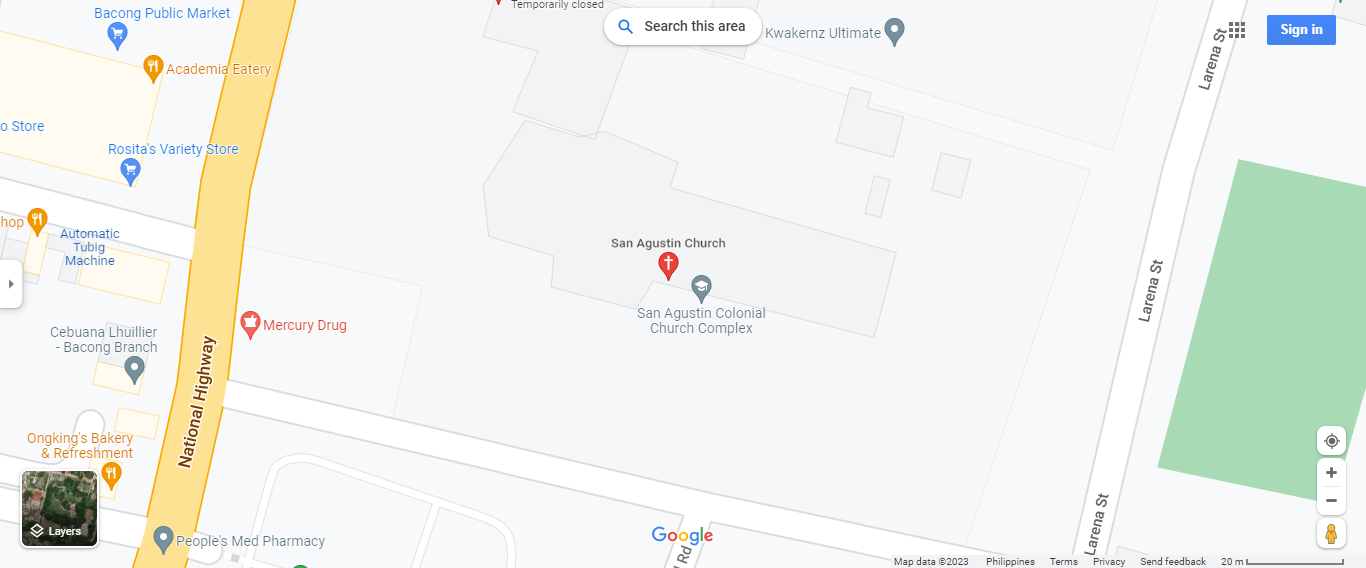 Temporarily closed
Bacong Public Market
Search this area
Kwakernz Ultimate
Sign in
Larena St
Academia Eatery
o Store
Rosita's Variety Store
hop
Automatic
Tubig
Machine
San Agustin Church
Larena St
San Agustin Colonial
Church Complex
Mercury Drug
Cebuana Lhuillier
- Bacong Branch
National Highway
Ongking's Bakery
& Refreshment
Layers
People's Med Pharmacy
Google
Rd
Larena St
Map data ©2023 Philippines Terms Privacy Send feedback 20 m